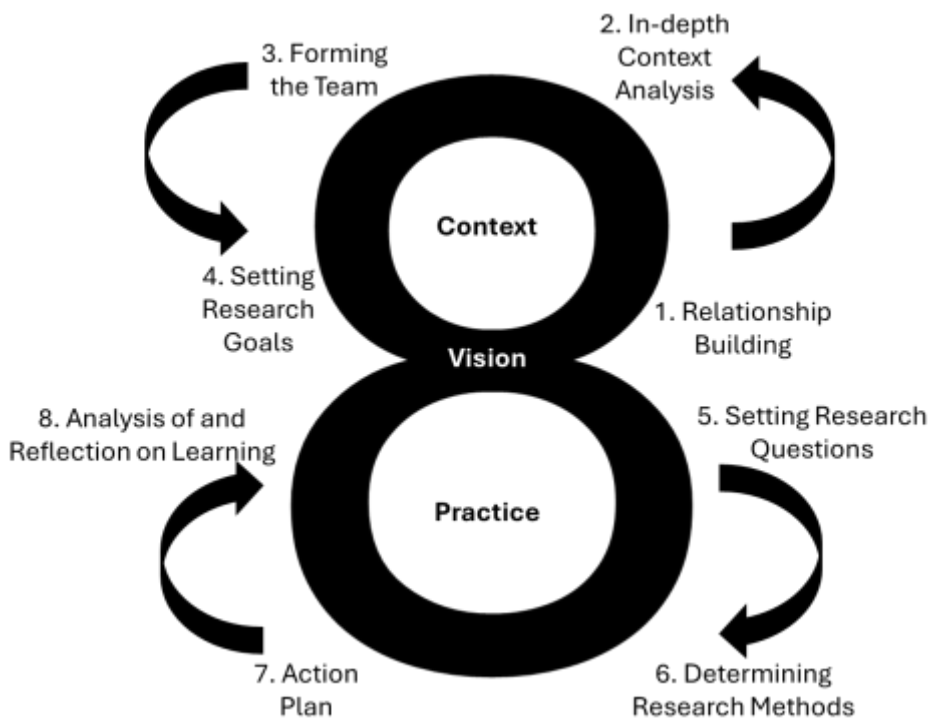 3. Forming
the Team
2. In-depth
Context
Analysis
Context
4. Setting
Research
Goals
1. Relationship
Building
Vision
8. Analysis of and
Reflection on Learning
5. Setting Research
Questions
Practice
7. Action
Plan
6. Determining
Research Methods